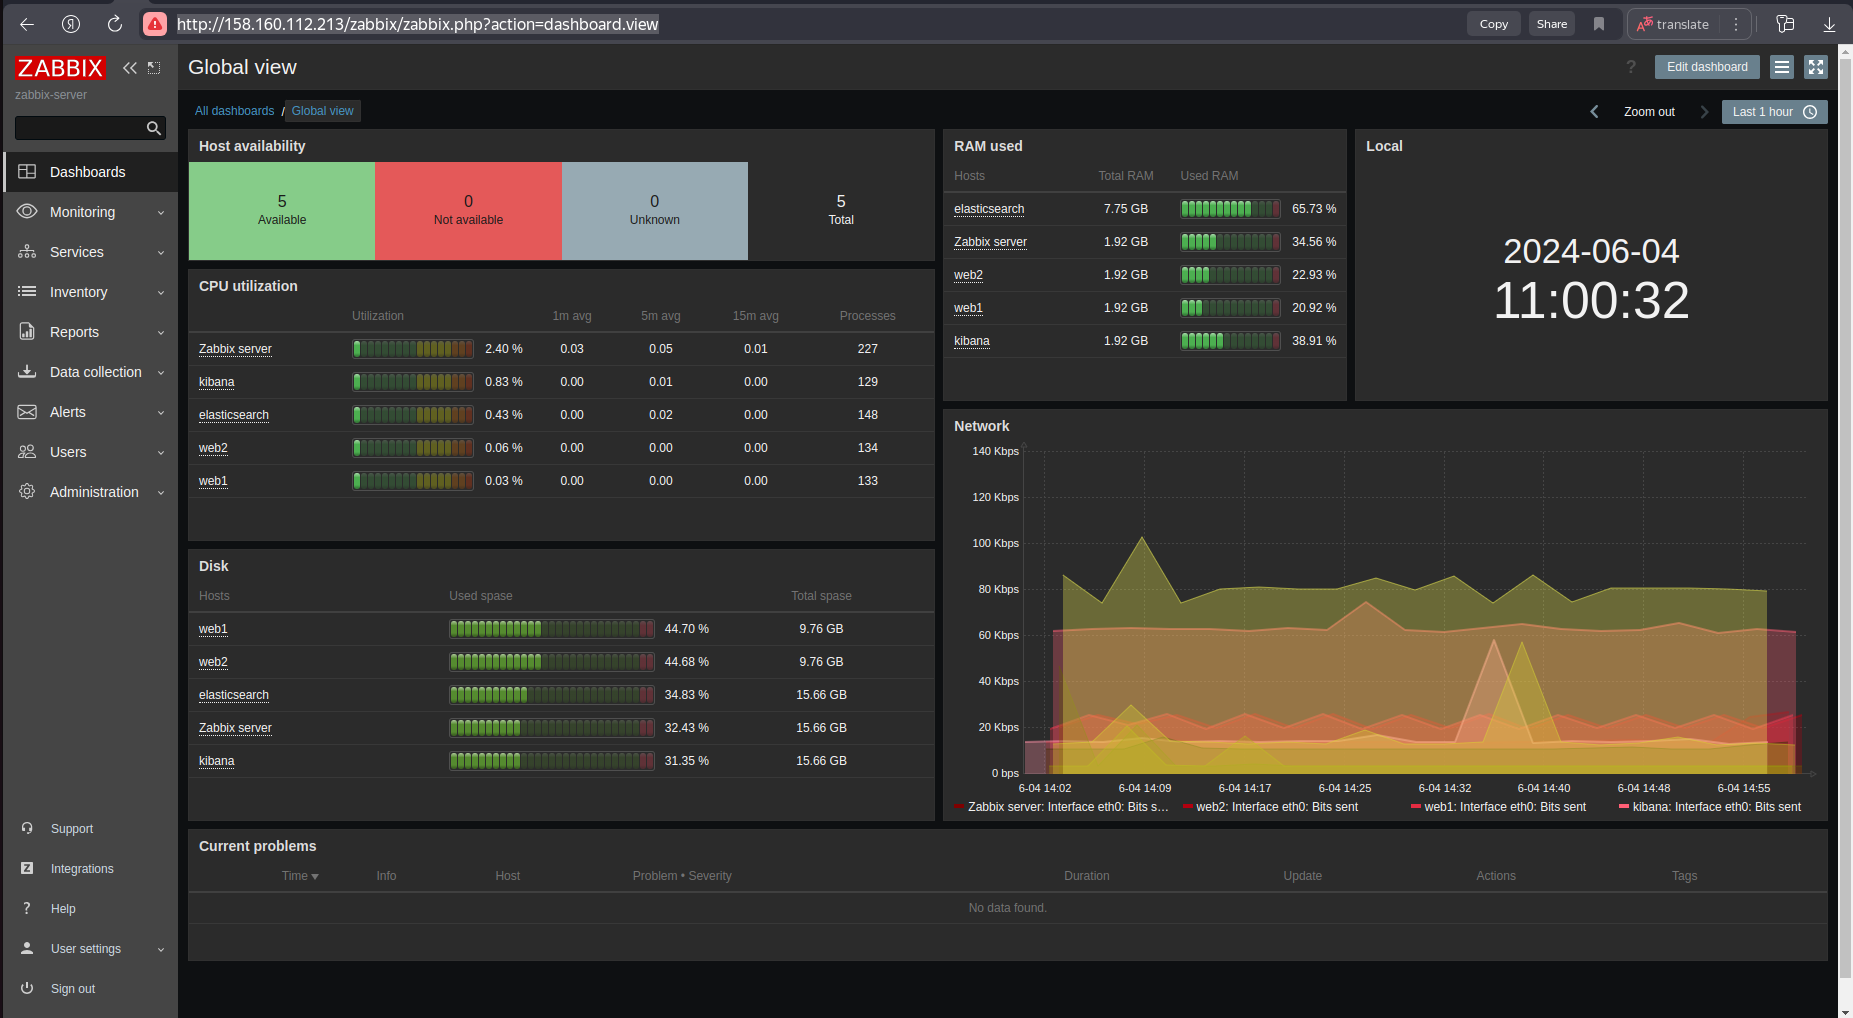 http://158.160.112.213/zabbix/zabbix.php?action=dashboard.view
Copy
Share
translate
ZABBIX
zabbix-server
Global view
?
Edit dashboard
All dashboards / Global view
Zoom out
Last 1 hour
Dashboards
Monitoring
Services
Inventory
Reports
Data collection
Alerts
Users
Administration
Support
Integrations
? Help
User settings
Sign out
Host availability
5 0 0 5
Available Not available Unknown Total
CPU utilization
Utilization 1m avg 5m avg 15m avg Processes
Zabbix server 2.40 % 0.03 0.05 0.01 227
kibana 0.83 % 0.00 0.01 0.00 129
elasticsearch 0.43 % 0.00 0.02 0.00 148
web2 0.06 % 0.00 0.00 0.00 134
web1 0.03 % 0.00 0.00 0.00 133
Disk
Hosts Used spase Total spase
web1 44.70 % 9.76 GB
web2 44.68 % 9.76 GB
elasticsearch 34.83 % 15.66 GB
Zabbix server 32.43 % 15.66 GB
kibana 31.35 % 15.66 GB
RAM used
Hosts Total RAM Used RAM
elasticsearch 7.75 GB 65.73 %
Zabbix server 1.92 GB 34.56 %
web2 1.92 GB 22.93 %
web1 1.92 GB 20.92 %
kibana 1.92 GB 38.91 %
Local
2024-06-04
11:00:32
Network
140 Kbps
120 Kbps
100 Kbps
80 Kbps
60 Kbps
40 Kbps
20 Kbps
0 bps
6-04 14:02 6-04 14:09 6-04 14:17 6-04 14:25 6-04 14:32 6-04 14:40 6-04 14:48 6-04 14:55
Zabbix server: Interface eth0: Bits s... web2: Interface eth0: Bits sent web1: Interface eth0: Bits sent kibana: Interface eth0: Bits sent
Current problems
Time Info Host Problem • Severity Duration Update Actions Tags
No data found.